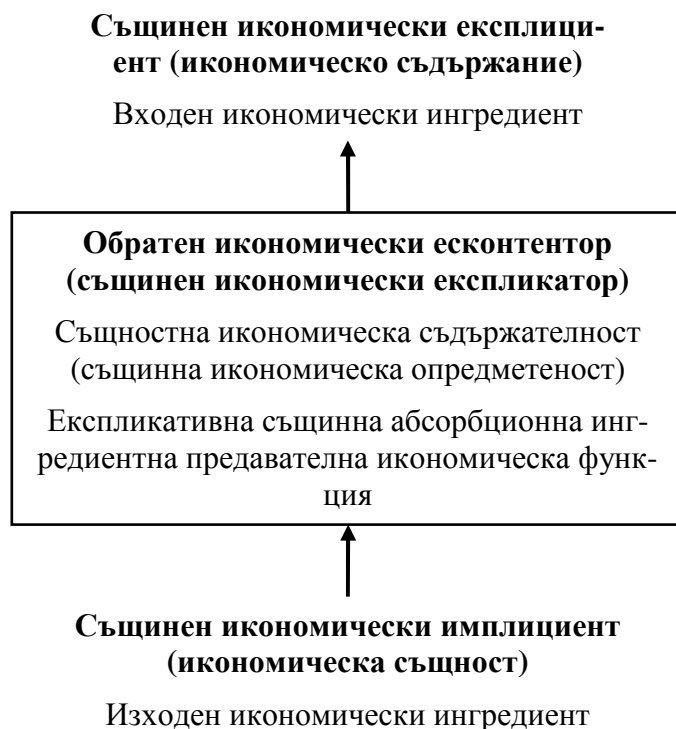 Същинен икономически експлици-
ент (икономическо съдържание)
Входен икономически ингредиент
Обратен икономически есконтентор
(същинен икономически експликатор)
Същностна икономическа съдържателност
(същинна икономическа опредметеност)
Експликативна същинна абсорбционна инг-
редиентна предавателна икономическа функ-
ция
Същинен икономически имплициент
(икономическа същност)
Изходен икономически ингредиент